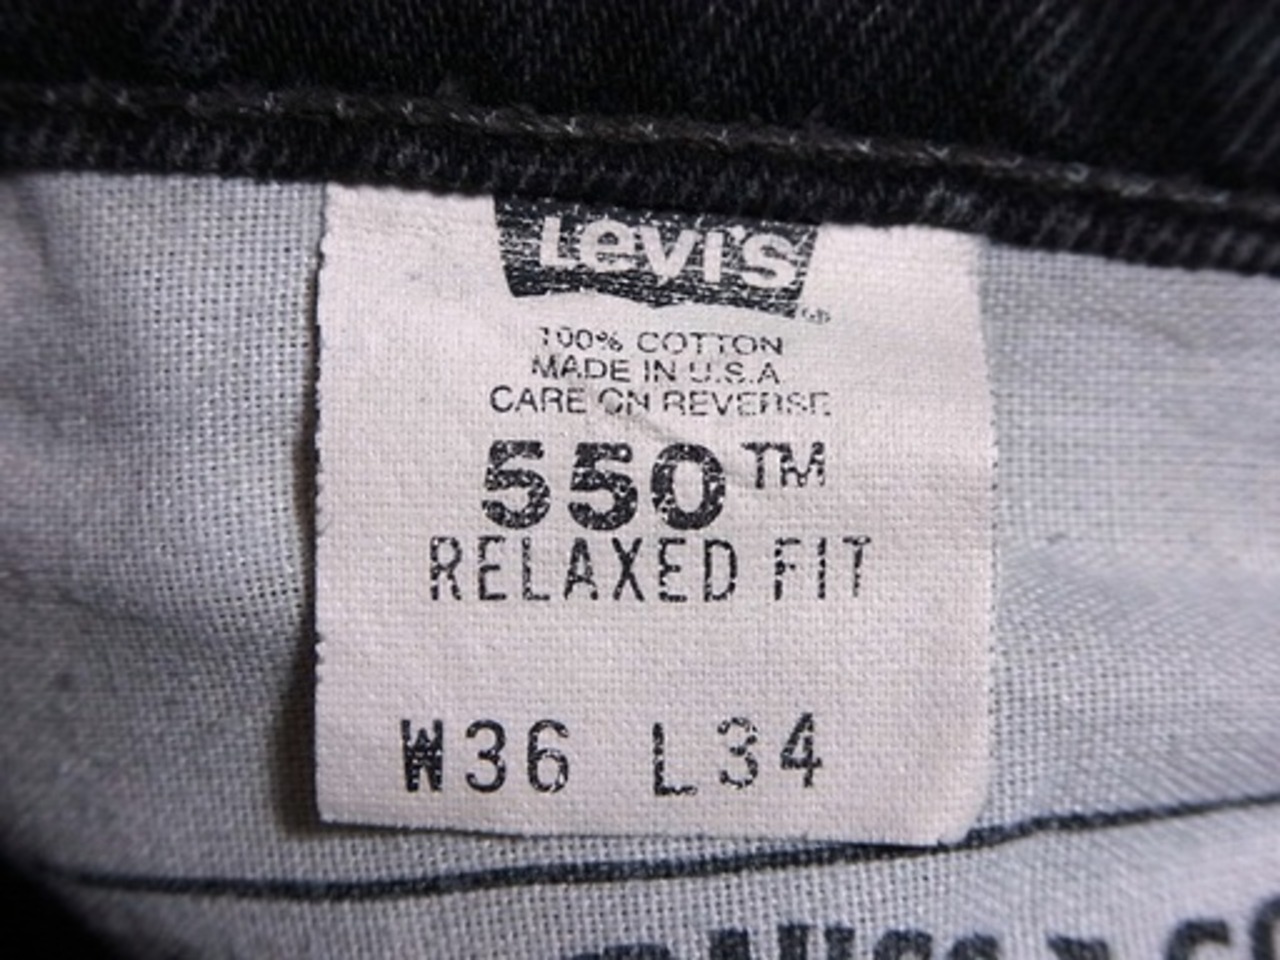 Levi's
100% COTTON
MADE IN U.S.A
CARE ON REVERSE
550™
RELAXED FIT
W36 L34